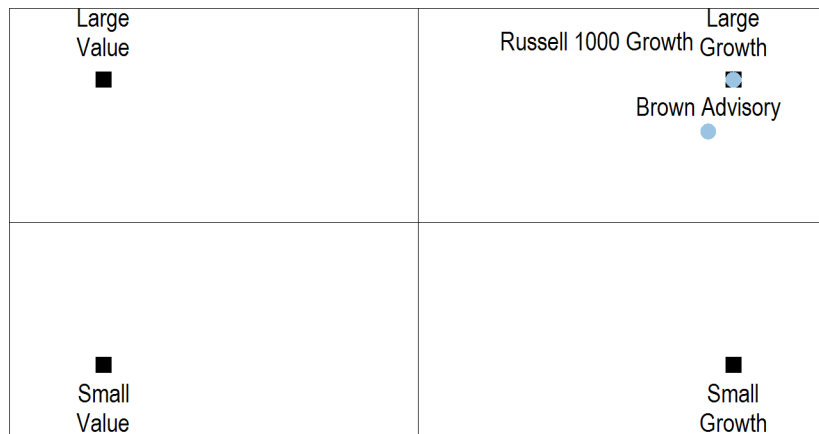 Large
Value
Large
Growth
Russell 1000 Growth
Brown Advisory
Small
Value
Small
Growth